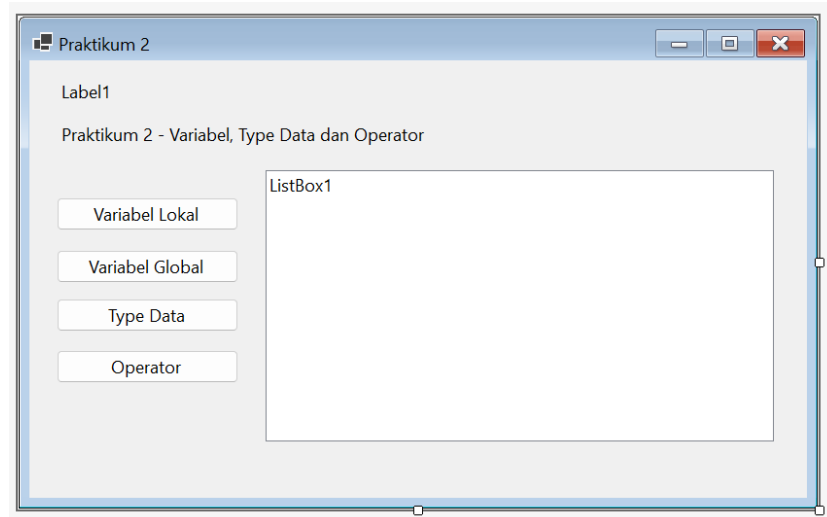 Praktikum 2
Label1
Praktikum 2 - Variabel, Type Data dan Operator
ListBox1
Variabel Lokal
Variabel Global
Type Data
Operator